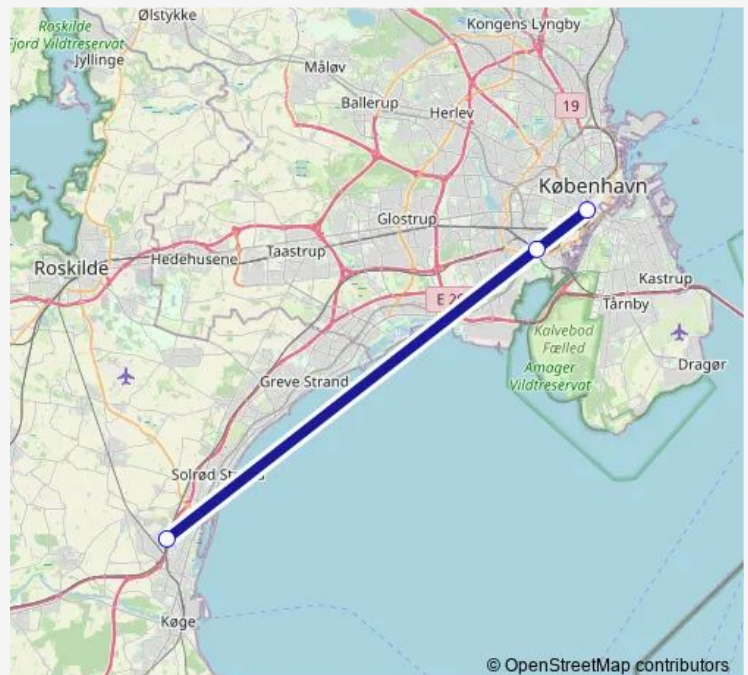 Ølstykke
Roskilde
Fjord Vildtreservat
Jyllinge
Kongens Lyngby
Måløv
Ballerup
Herlev
19
København
Glostrup
Roskilde
Hedehusene
Taastrup
Kastrup
Tårnby
Kalvebod
Fælled
Amager
Vildtreservat
Dragør
Greve Strand
Køge
© OpenStreetMap contributors